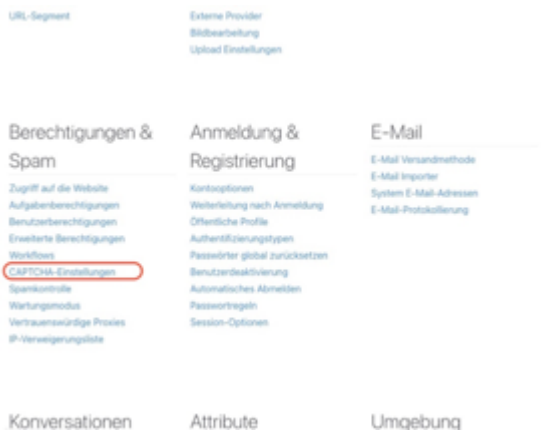 URL-Segment
Externe Provider
Bildbearbeitung
Upload Einstellungen
Berechtigungen &
Spam
Zugriff auf die Website
Aufgabenberechtigungen
Benutzerberechtigungen
Erweiterte Berechtigungen
Workflows
CAPTCHA-Einstellungen
Spamkontrolle
Wartungsmodus
Vertrauenswürdige Proxies
IP-Verweigerungsliste
Anmeldung &
Registrierung
Kontooptionen
Weiterleitung nach Anmeldung
Öffentliche Profile
Authentifizierungstypen
Passwörter global zurücksetzen
Benutzerdeaktivierung
Automatisches Abmelden
Passwortregeln
Session-Optionen
E-Mail
E-Mail Versandmethode
E-Mail Importer
System E-Mail-Adressen
E-Mail-Protokollierung
Konversationen
Attribute
Umgebung